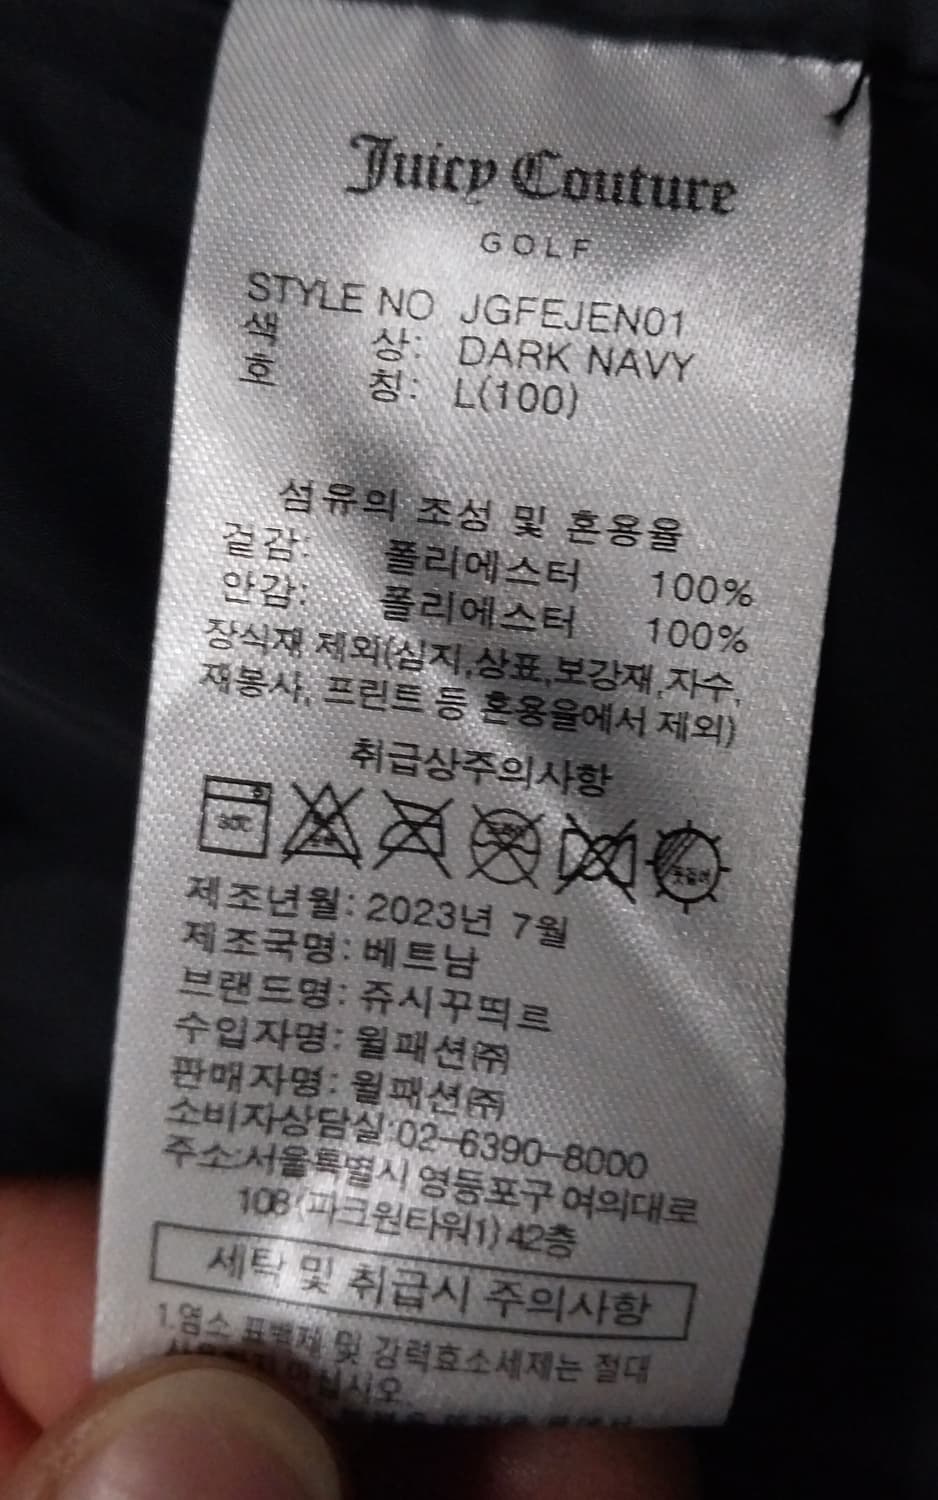 Juicy Couture
GOLF
STYLE NO JGFEJEN01
색 상: DARK NAVY
호 칭: L(100)
섬유의 조성 및 혼용율
겉감: 폴리에스터 100%
안감: 폴리에스터 100%
장식재 제외(심지,상표,보강재,자수,
재봉사, 프린트 등 혼용율에서 제외)
취급상주의사항
30℃
제조년월: 2023년 7월
제조국명: 베트남
브랜드명: 쥬시꾸뛰르
수입자명: 월패션㈜
판매자명: 월패션㈜
소비자상담실:02-6390-8000
주소:서울특별시 영등포구 여의대로
108 (파크원타워1) 42층
세탁 및 취급시 주의사항
1.염소 표백제 및 강력효소세제는 절대
마십시오.